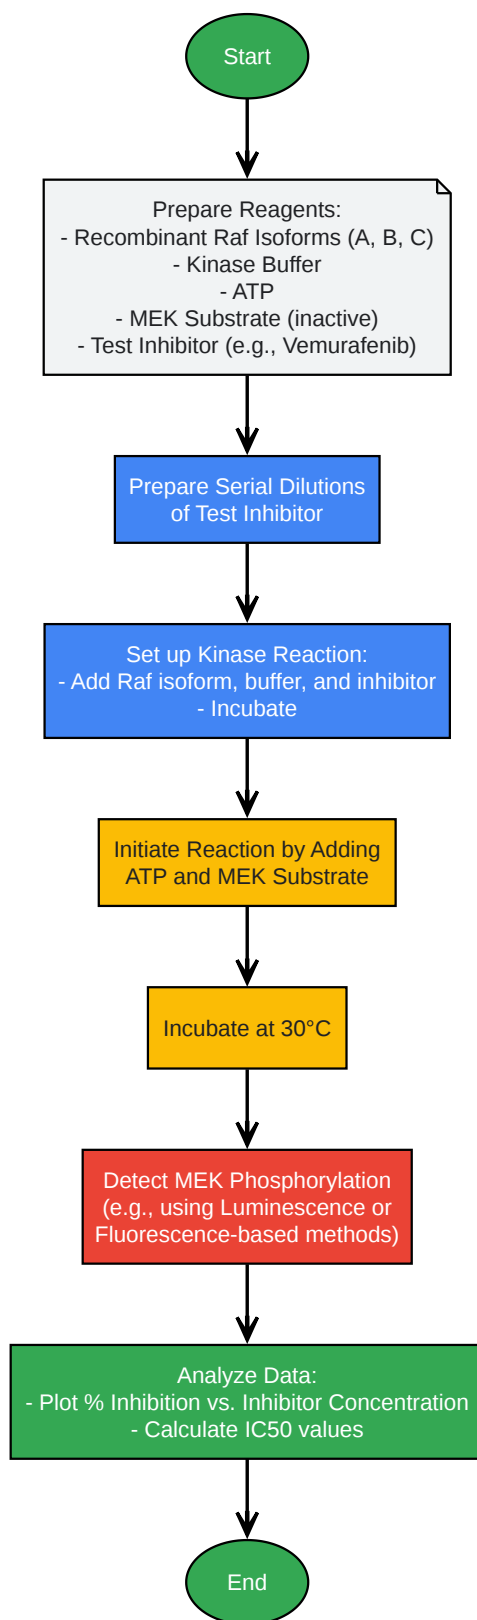 Start
Prepare Reagents:
- Recombinant Raf Isoforms (A, B, C)
- Kinase Buffer
- ATP
- MEK Substrate (inactive)
- Test Inhibitor (e.g., Vemurafenib)
Prepare Serial Dilutions
of Test Inhibitor
Set up Kinase Reaction:
- Add Raf isoform, buffer, and inhibitor
- Incubate
Initiate Reaction by Adding
ATP and MEK Substrate
Incubate at 30°C
Detect MEK Phosphorylation
(e.g., using Luminescence or
Fluorescence-based methods)
Analyze Data:
- Plot % Inhibition vs. Inhibitor Concentration
- Calculate IC50 values
End